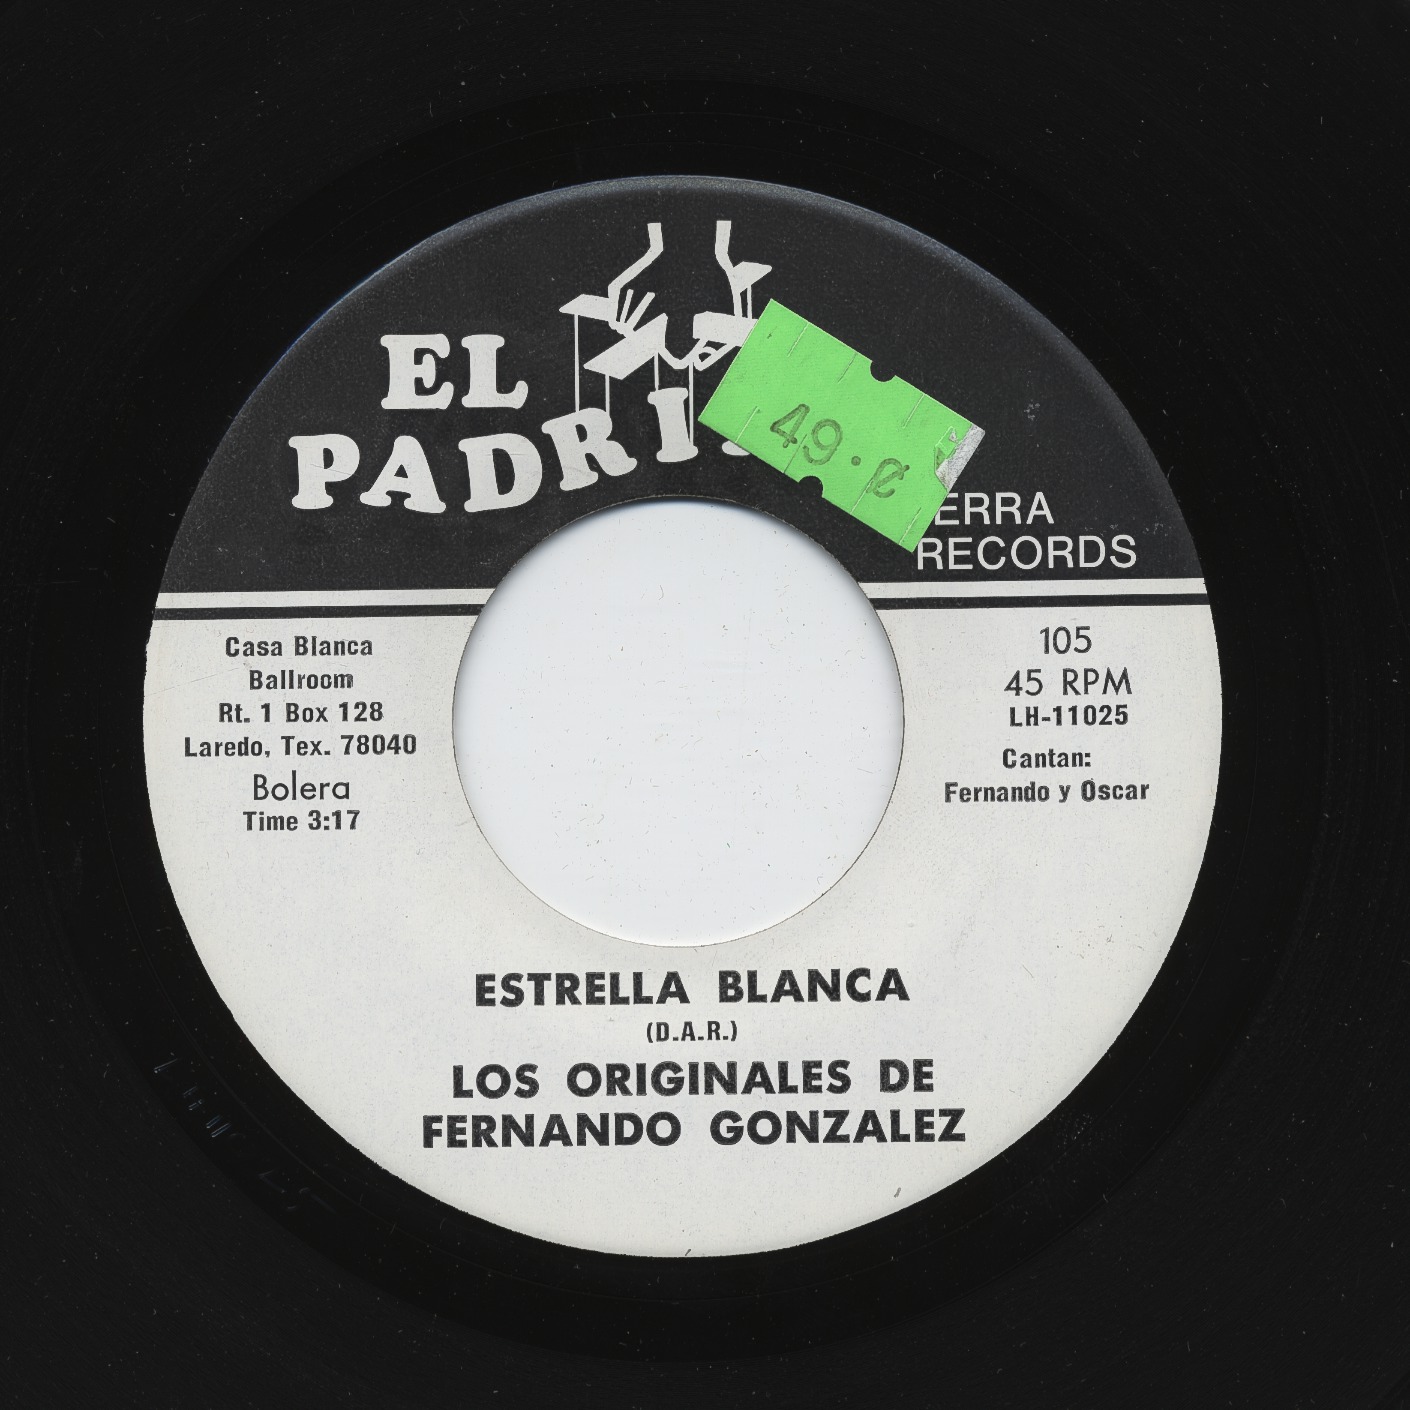 EL
49.¢
ERRA
RECORDS
Casa Blanca
Ballroom
Rt. 1 Box 128
Laredo, Tex. 78040
Bolera
Time 3:17
105
45 RPM
LH-11025
Cantan:
Fernando y Oscar
ESTRELLA BLANCA
(D.A.R.)
LOS ORIGINALES DE
FERNANDO GONZALEZ